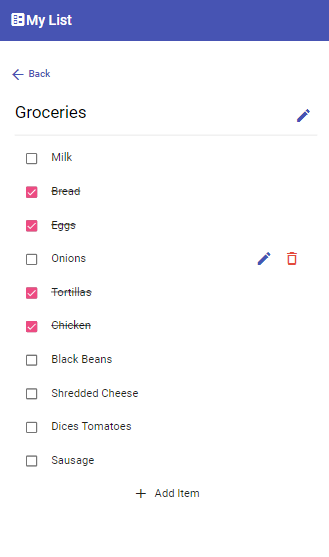 My List
Back
Groceries
Milk
Bread
Eggs
Onions
Tortillas
Chicken
Black Beans
Shredded Cheese
Dices Tomatoes
Sausage
Add Item